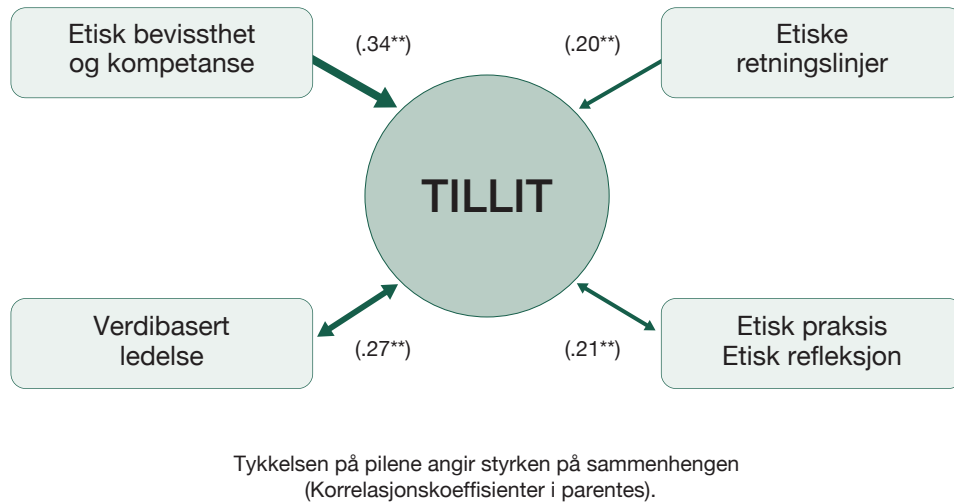 Etisk bevissthet
og kompetanse
(.34**)
(.20**)
Etiske
retningslinjer
TILLIT
Verdibasert
ledelse
(.27**)
(.21**)
Etisk praksis
Etisk refleksjon
Tykkelsen på pilene angir styrken på sammenhengen
(Korrelasjonskoeffisienter i parentes).